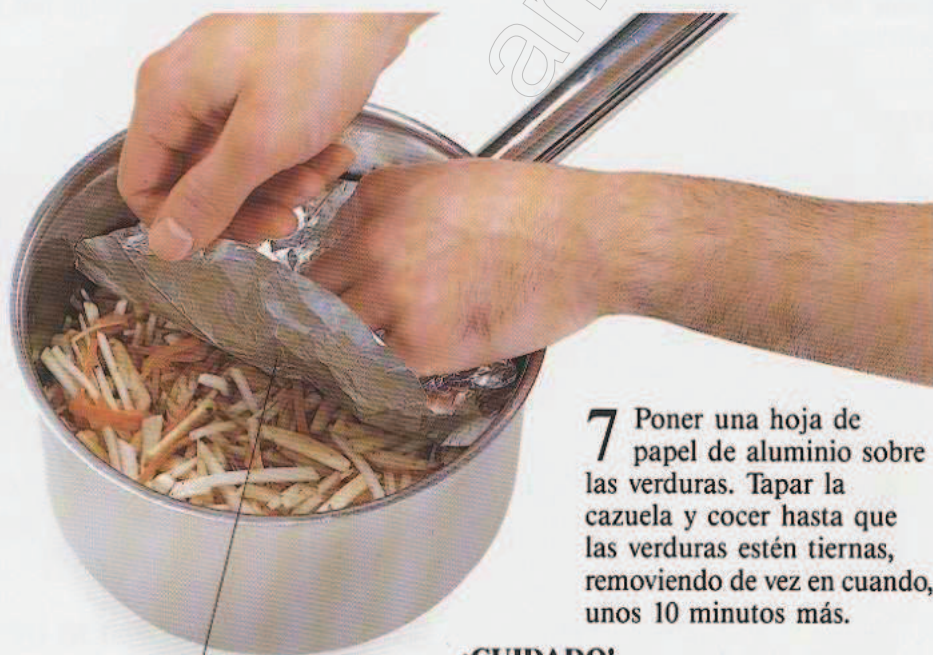 7 Poner una hoja de
papel de aluminio sobre
las verduras. Tapar la
cazuela y cocer hasta que
las verduras estén tiernas,
removiendo de vez en cuando,
unos 10 minutos más.
¡CUIDADO!